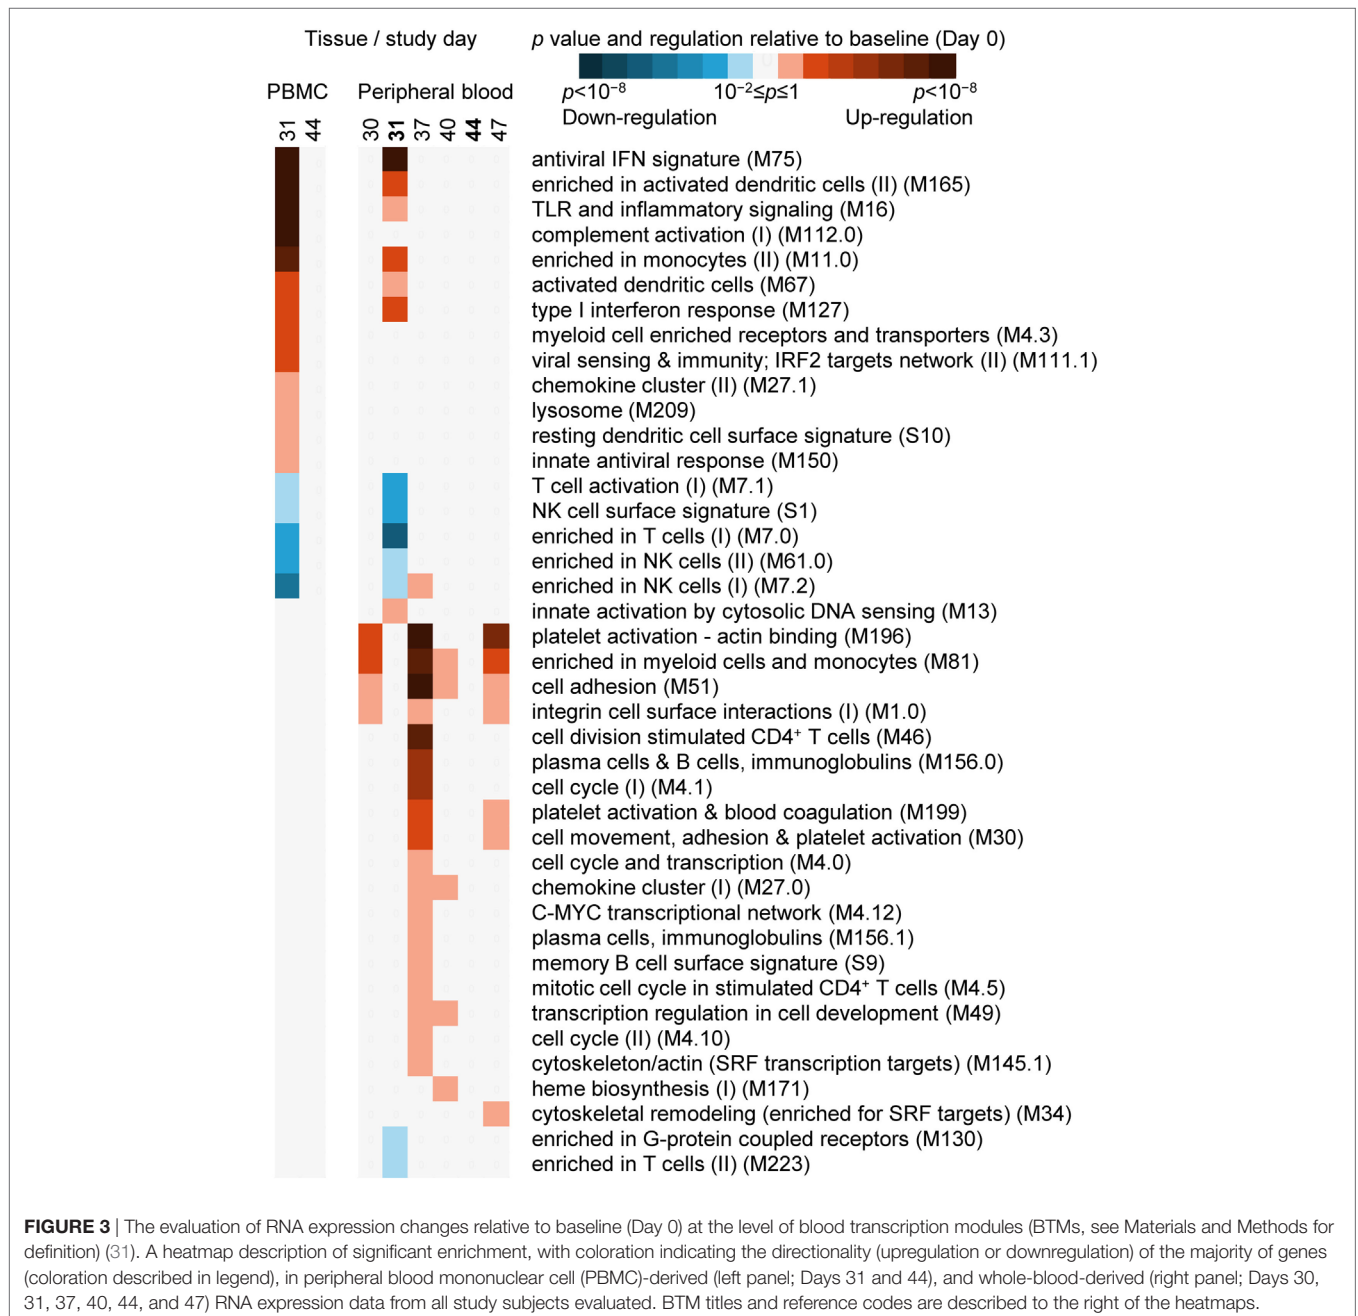 Tissue / study day
p value and regulation relative to baseline (Day 0)
p<10⁻⁸ 10⁻²≤p≤1 p<10⁻⁸
Down-regulation Up-regulation
PBMC Peripheral blood
31 44 30 31 37 40 44 47
antiviral IFN signature (M75)
enriched in activated dendritic cells (II) (M165)
TLR and inflammatory signaling (M16)
complement activation (I) (M112.0)
enriched in monocytes (II) (M11.0)
activated dendritic cells (M67)
type I interferon response (M127)
myeloid cell enriched receptors and transporters (M4.3)
viral sensing & immunity; IRF2 targets network (II) (M111.1)
chemokine cluster (II) (M27.1)
lysosome (M209)
resting dendritic cell surface signature (S10)
innate antiviral response (M150)
T cell activation (I) (M7.1)
NK cell surface signature (S1)
enriched in T cells (I) (M7.0)
enriched in NK cells (II) (M61.0)
enriched in NK cells (I) (M7.2)
innate activation by cytosolic DNA sensing (M13)
platelet activation - actin binding (M196)
enriched in myeloid cells and monocytes (M81)
cell adhesion (M51)
integrin cell surface interactions (I) (M1.0)
cell division stimulated CD4⁺ T cells (M46)
plasma cells & B cells, immunoglobulins (M156.0)
cell cycle (I) (M4.1)
platelet activation & blood coagulation (M199)
cell movement, adhesion & platelet activation (M30)
cell cycle and transcription (M4.0)
chemokine cluster (I) (M27.0)
C-MYC transcriptional network (M4.12)
plasma cells, immunoglobulins (M156.1)
memory B cell surface signature (S9)
mitotic cell cycle in stimulated CD4⁺ T cells (M4.5)
transcription regulation in cell development (M49)
cell cycle (II) (M4.10)
cytoskeleton/actin (SRF transcription targets) (M145.1)
heme biosynthesis (I) (M171)
cytoskeletal remodeling (enriched for SRF targets) (M34)
enriched in G-protein coupled receptors (M130)
enriched in T cells (II) (M223)
FIGURE 3 | The evaluation of RNA expression changes relative to baseline (Day 0) at the level of blood transcription modules (BTMs, see Materials and Methods for
definition) (31). A heatmap description of significant enrichment, with coloration indicating the directionality (upregulation or downregulation) of the majority of genes
(coloration described in legend), in peripheral blood mononuclear cell (PBMC)-derived (left panel; Days 31 and 44), and whole-blood-derived (right panel; Days 30,
31, 37, 40, 44, and 47) RNA expression data from all study subjects evaluated. BTM titles and reference codes are described to the right of the heatmaps.